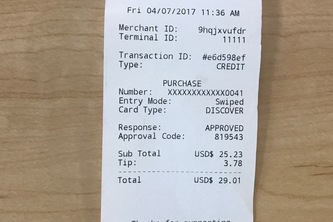 Fri 04/07/2017 11:36 AM
Merchant ID: 9hqjxvufdr
Terminal ID: 11111
Transaction ID: #e6d598ef
Type: CREDIT
PURCHASE
Number: XXXXXXXXXXXX0041
Entry Mode: Swiped
Card Type: DISCOVER
Response: APPROVED
Approval Code: 819543
Sub Total USD$ 25.23
Tip: 3.78
Total USD$ 29.01